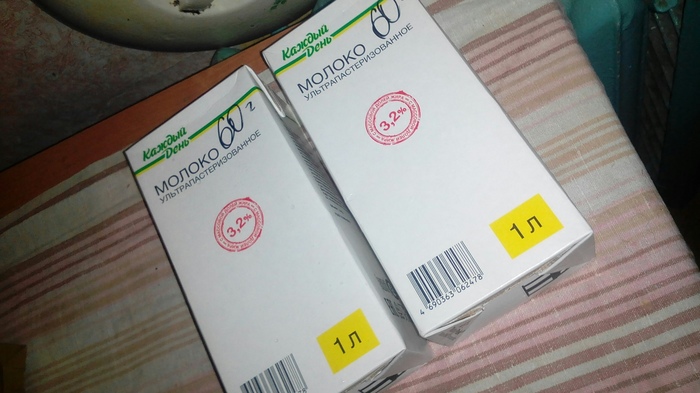 Каждый
День
МОЛОКО
УЛЬТРАПАСТЕРИЗОВАННОЕ
60 г
3,2%
1 л
Каждый
День
МОЛОКО
УЛЬТРАПАСТЕРИЗОВАННОЕ
60
3,2%
1 л
4 690363 062478